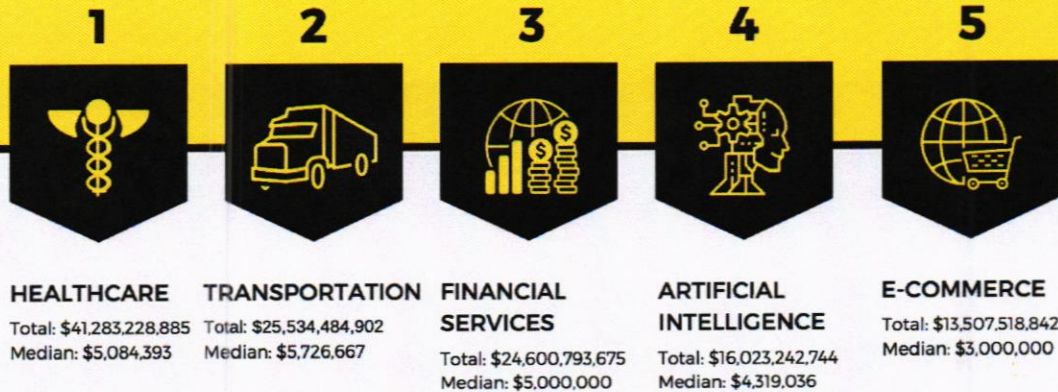 1
2
3
4
5
HEALTHCARE
Total: $41,283,228,885
Median: $5,084,393
TRANSPORTATION
Total: $25,534,484,902
Median: $5,726,667
FINANCIAL
SERVICES
Total: $24,600,793,675
Median: $5,000,000
ARTIFICIAL
INTELLIGENCE
Total: $16,023,242,744
Median: $4,319,036
E-COMMERCE
Total: $13,507,518,842
Median: $3,000,000